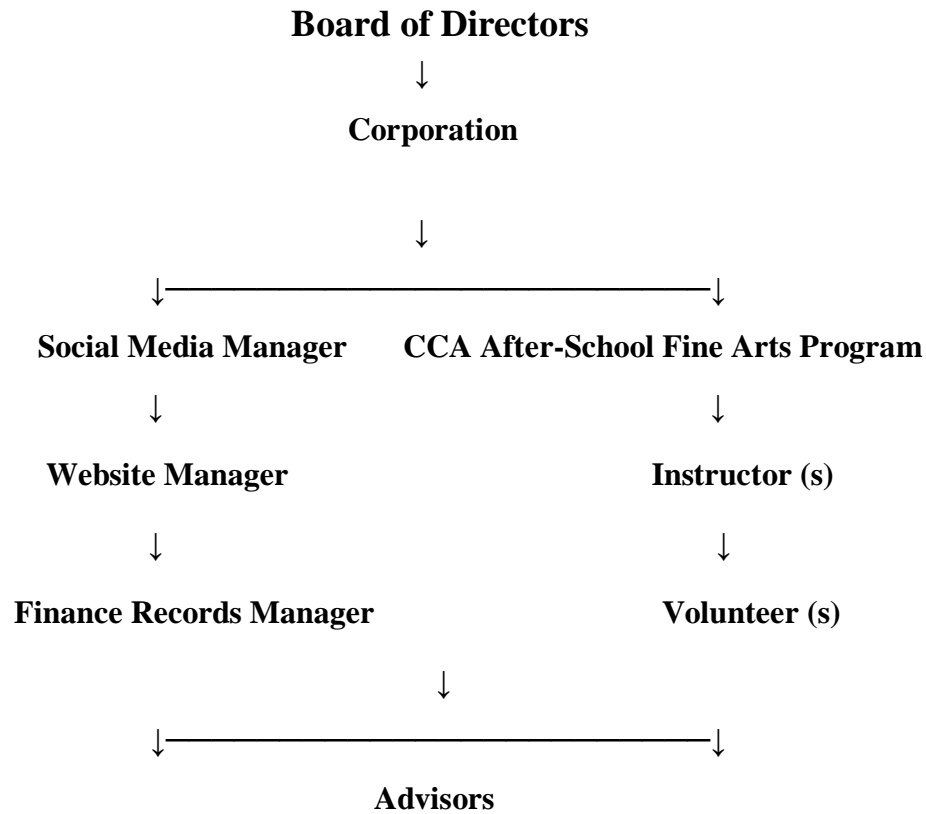 Board of Directors
↓
Corporation
↓
↓————————————————————————↓
Social Media Manager CCA After-School Fine Arts Program
↓ ↓
Website Manager Instructor (s)
↓ ↓
Finance Records Manager Volunteer (s)
↓
↓————————————————————————↓
Advisors